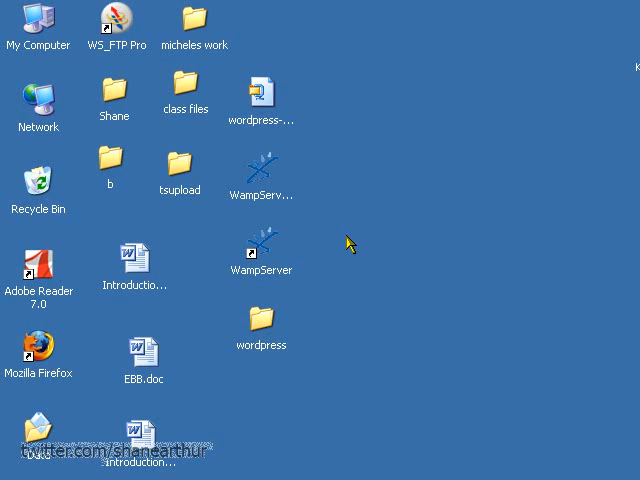 My Computer
WS_FTP Pro
micheles work
K
Network
Shane
class files
wordpress-...
Recycle Bin
b
tsupload
WampServ...
Adobe Reader
7.0
Introductio...
WampServer
Mozilla Firefox
EBB.doc
wordpress
Data
Introduction...
twitter.com/shanearthur